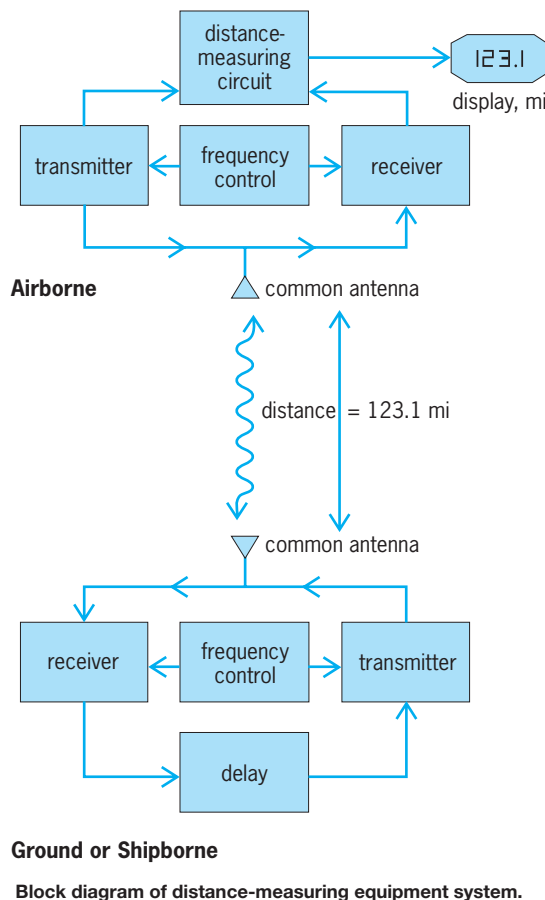 distance-
measuring
circuit
123.1
display, mi
transmitter
frequency
control
receiver
Airborne
common antenna
distance = 123.1 mi
common antenna
receiver
frequency
control
transmitter
delay
Ground or Shipborne
Block diagram of distance-measuring equipment system.